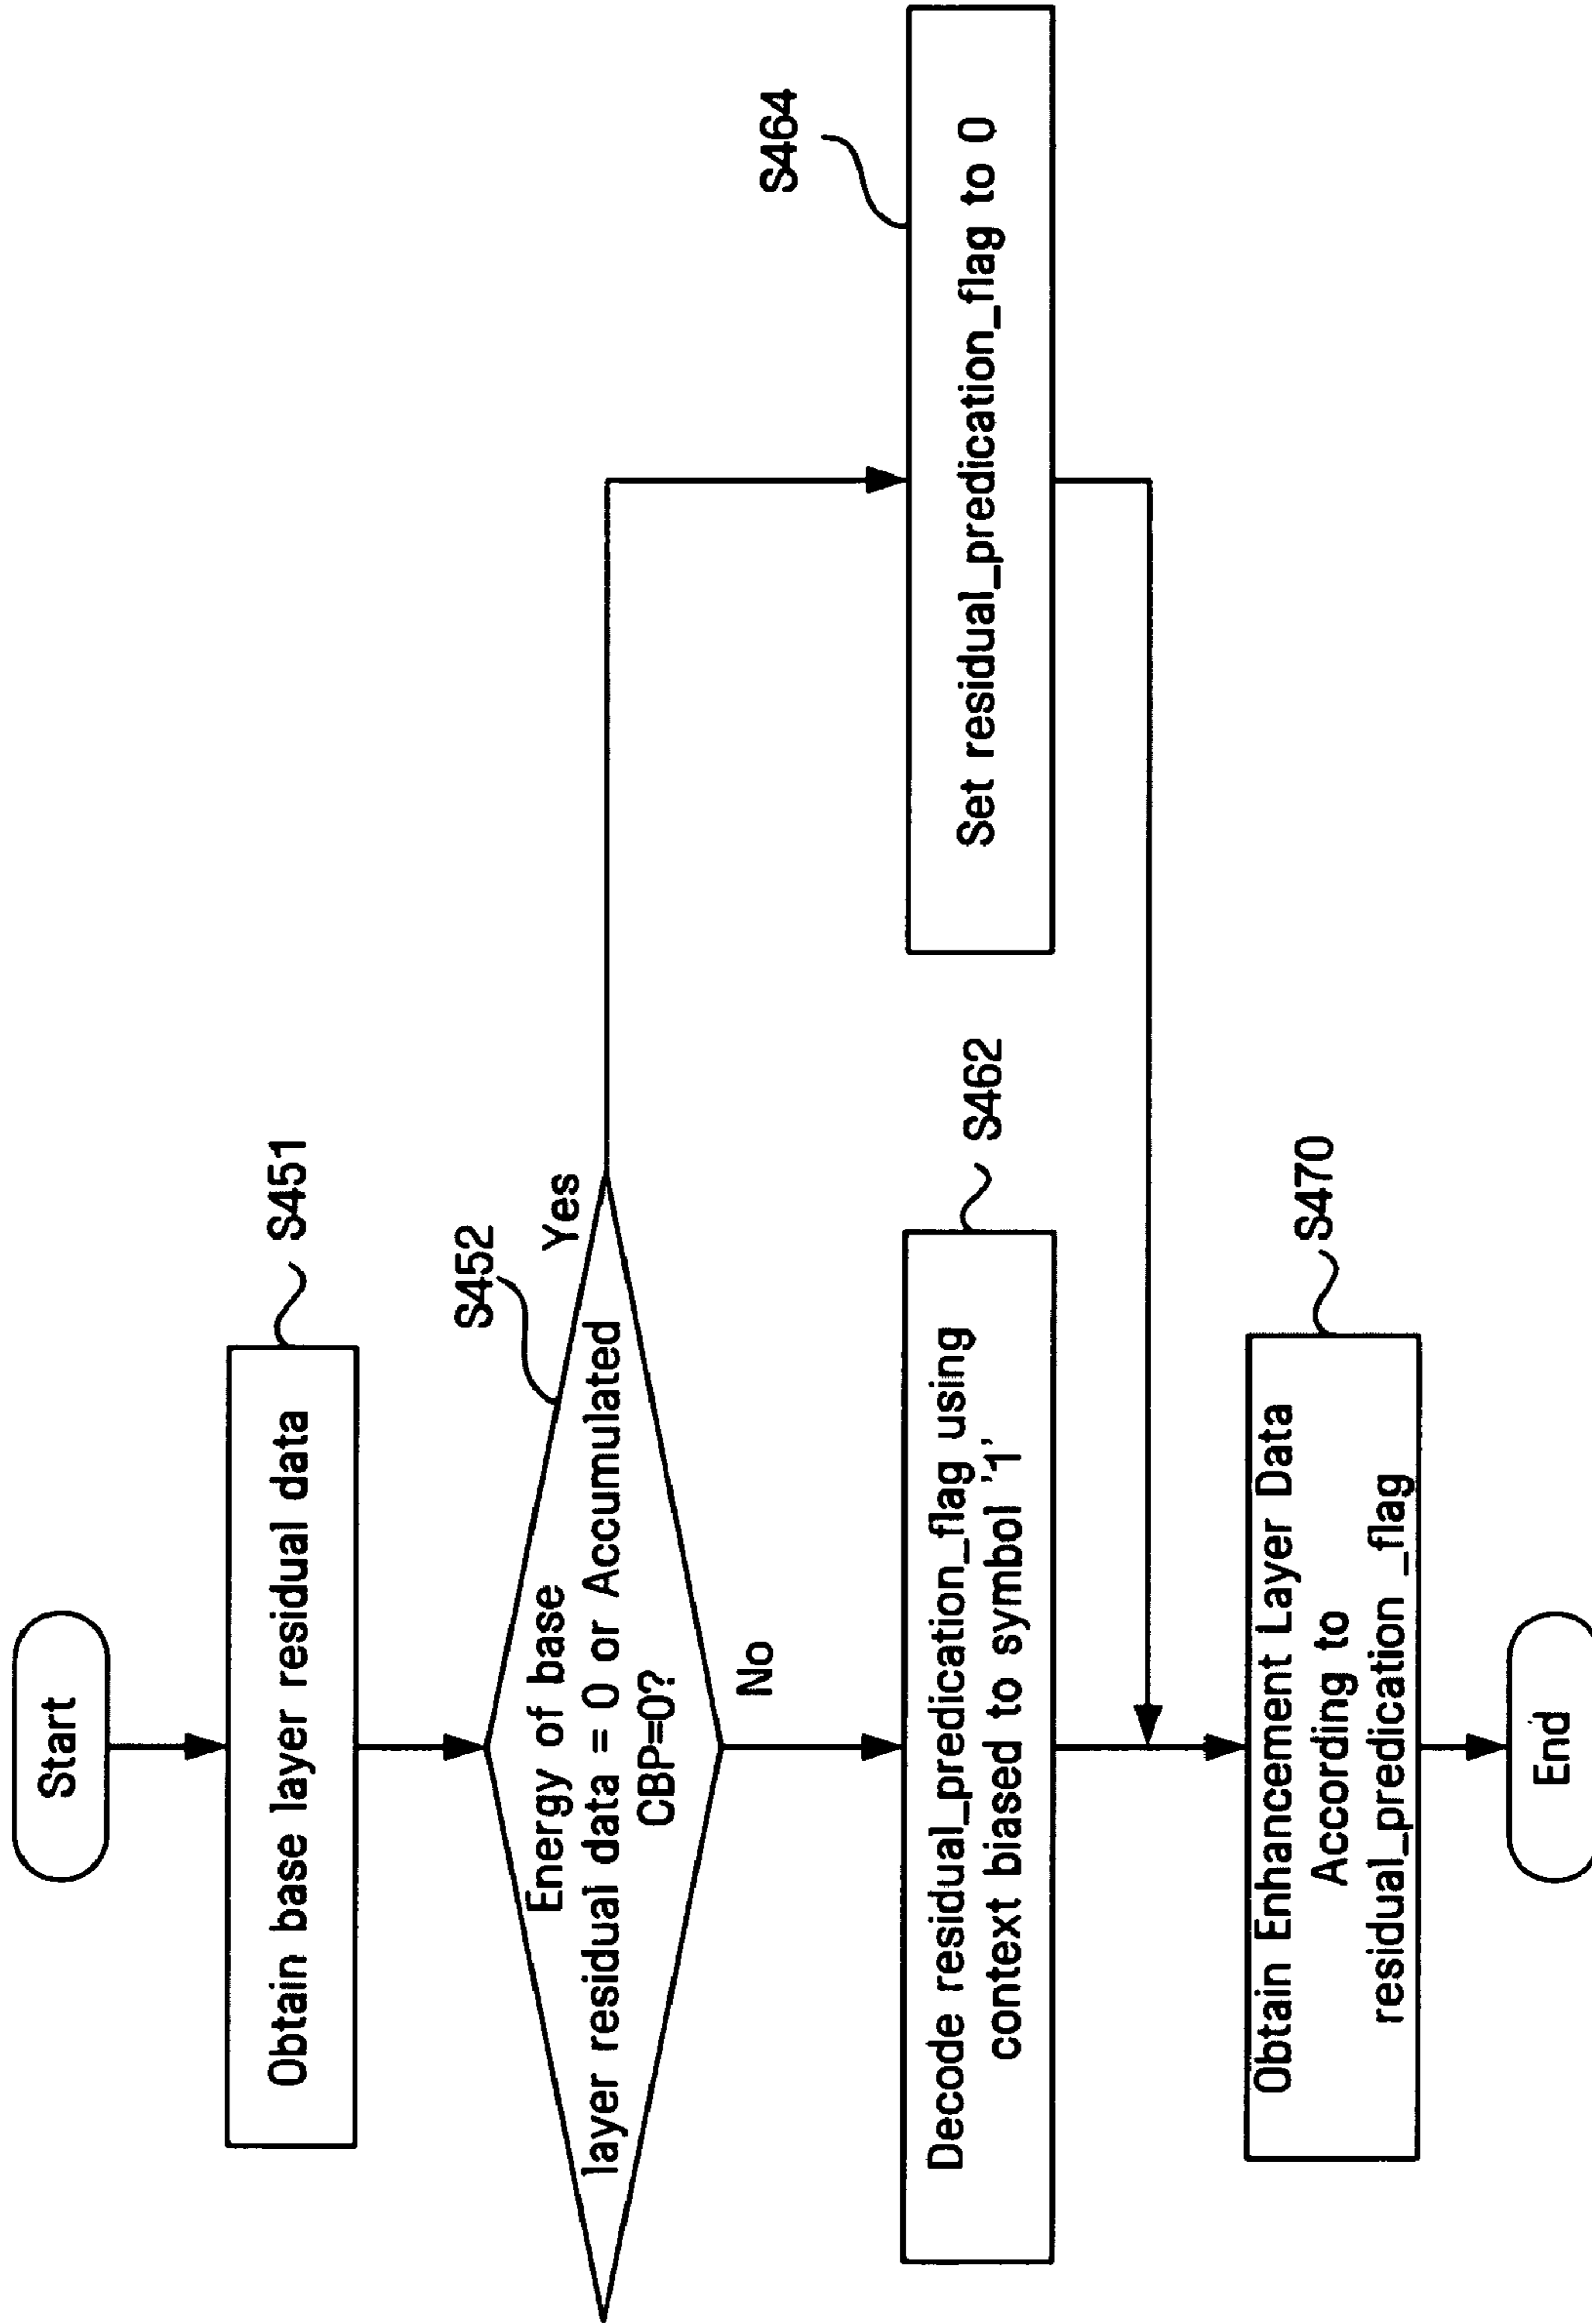 Start
Obtain base layer residual data
S451
S452
Energy of base
layer residual data = 0 or Accumulated
CBP=0?
Yes
No
Decode residual_predication_flag using
context biased to symbol '1'
S462
Set residual_predication_flag to 0
S464
Obtain Enhancement Layer Data
According to
residual_predication _flag
S470
End